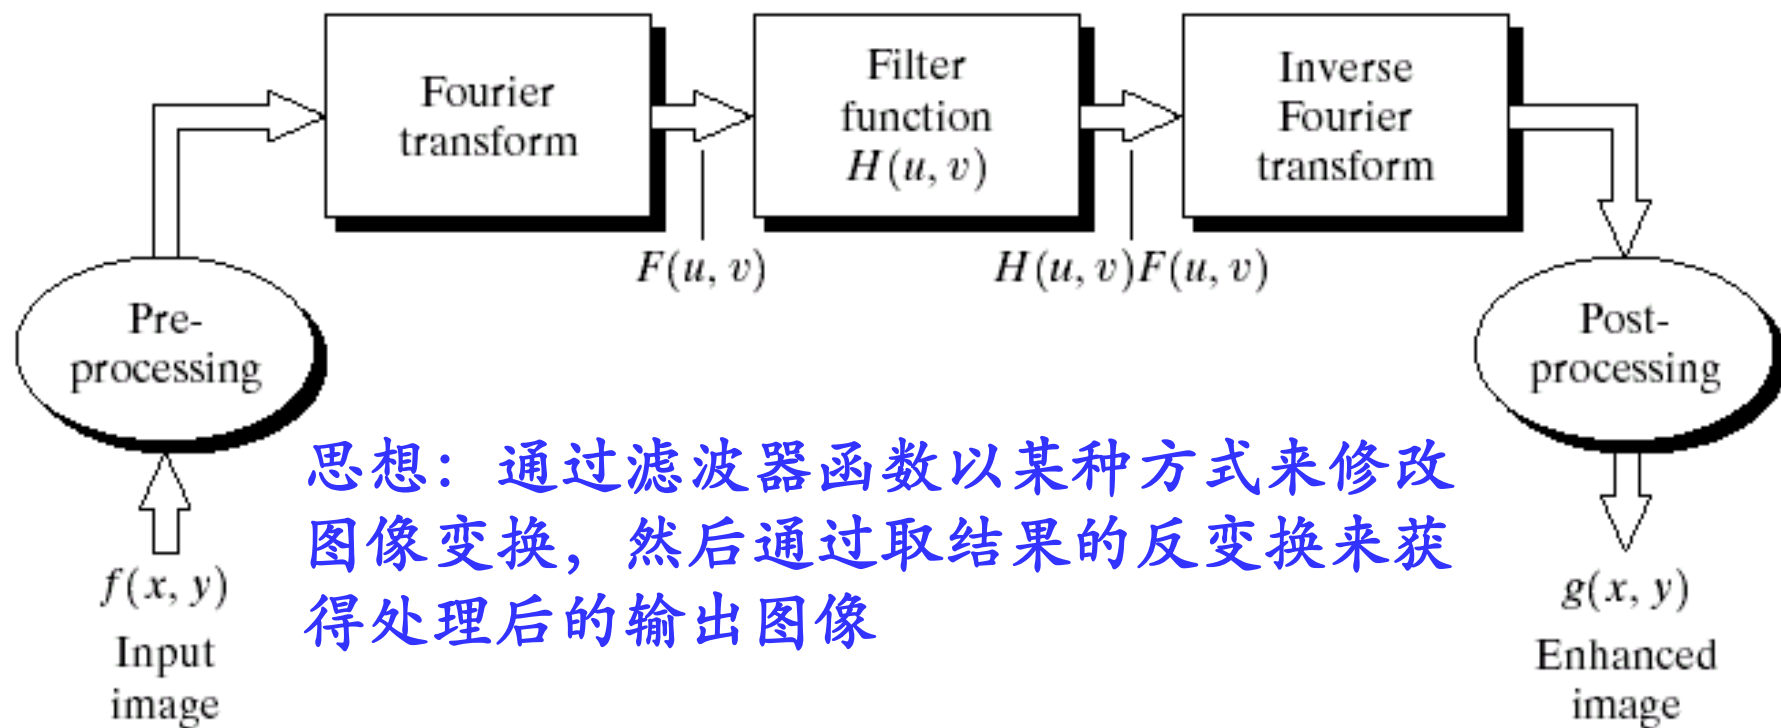 Fourier
transform
Filter
function
H(u, v)
Inverse
Fourier
transform
F(u, v)
H(u, v)F(u, v)
Pre-
processing
Post-
processing
思想：通过滤波器函数以某种方式来修改
图像变换，然后通过取结果的反变换来获
得处理后的输出图像
f(x, y)
Input
image
g(x, y)
Enhanced
image